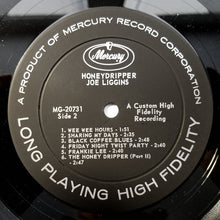 A PRODUCT OF MERCURY RECORD CORPORATION
Mercury
HONEYDRIPPER
JOE LIGGINS
MG-20731
Side 2
A Custom High
Fidelity
Recording
1. WEE WEE HOURS - 1:51
2. SHARING MY DAYS - 2:35
3. BLACK COFFEE BLUES - 2:40
4. FRIDAY NIGHT TWIST PARTY - 2:40
5. FRANKIE LEE - 2:40
6. THE HONEY DRIPPER (Part II)
-2:47
LONG PLAYING HIGH FIDELITY